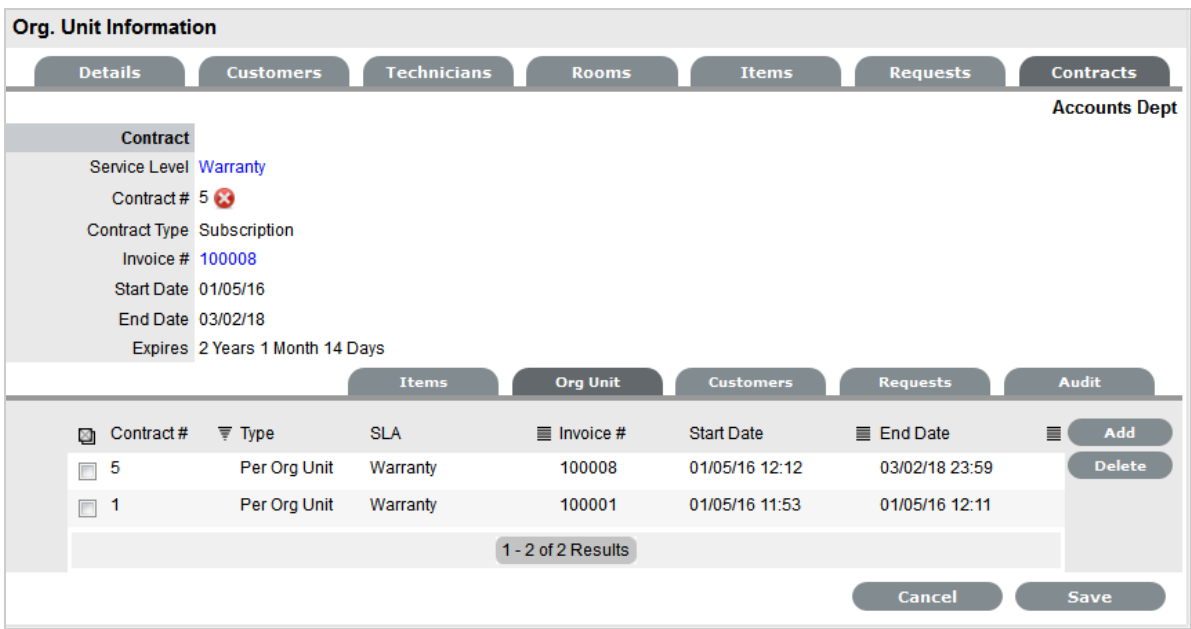 Org. Unit Information
Details Customers Technicians Rooms Items Requests Contracts
Accounts Dept
Contract
Service Level Warranty
Contract # 5
Contract Type Subscription
Invoice # 100008
Start Date 01/05/16
End Date 03/02/18
Expires 2 Years 1 Month 14 Days
Items Org Unit Customers Requests Audit
Contract # Type SLA Invoice # Start Date End Date Add
5 Per Org Unit Warranty 100008 01/05/16 12:12 03/02/18 23:59 Delete
1 Per Org Unit Warranty 100001 01/05/16 11:53 01/05/16 12:11
1 - 2 of 2 Results
Cancel Save